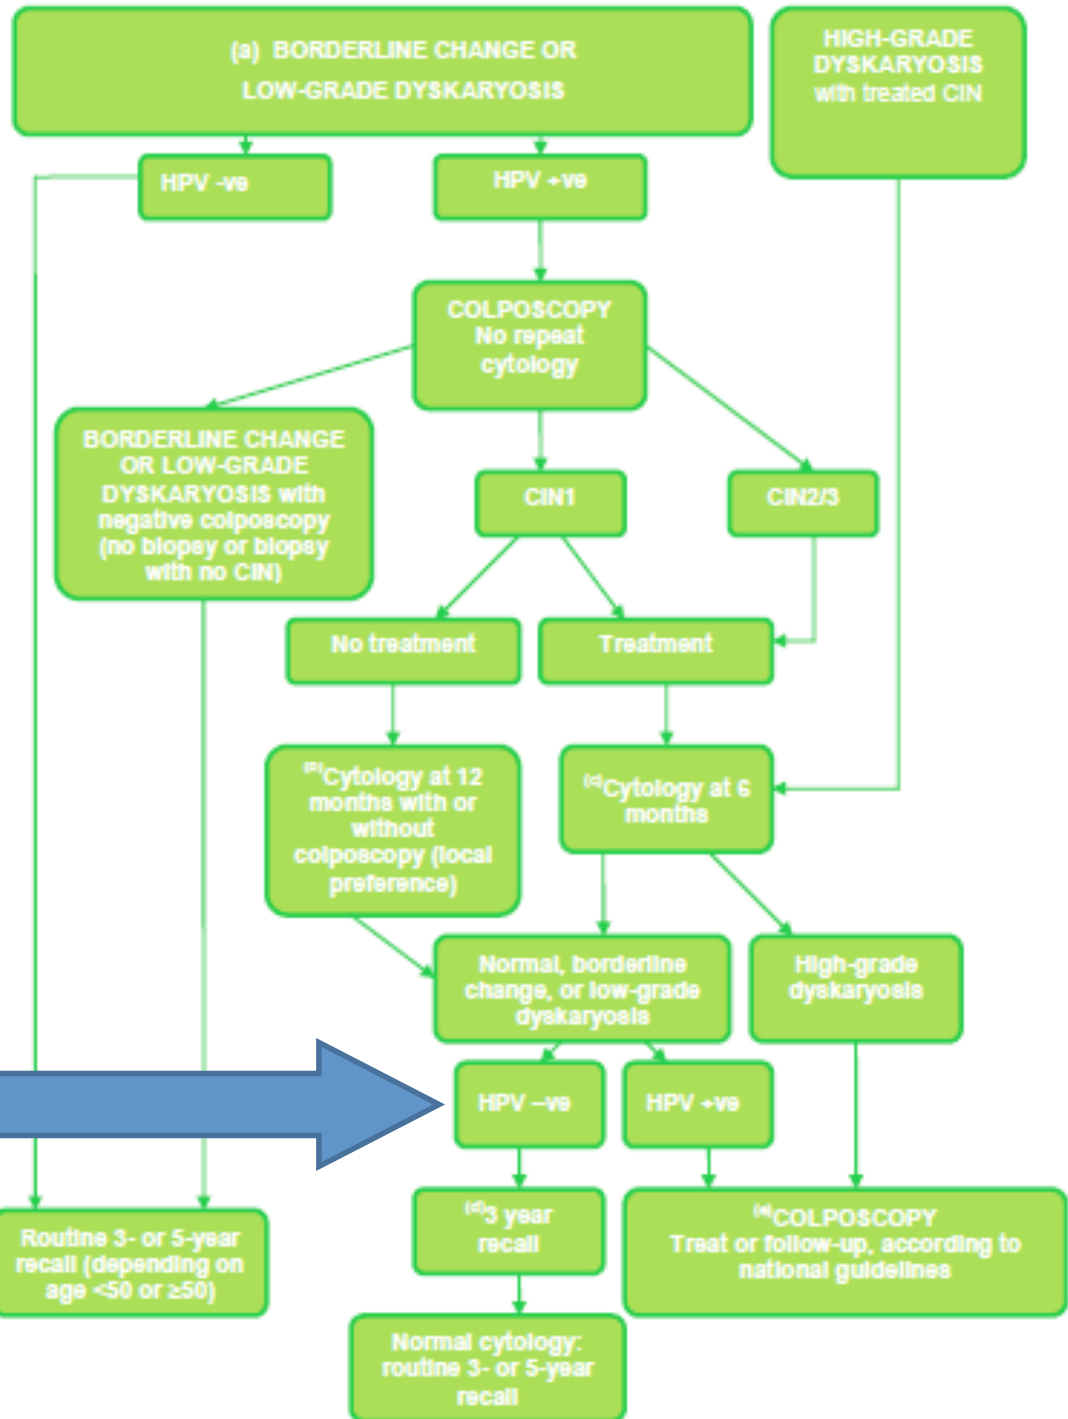 (a) BORDERLINE CHANGE OR
LOW-GRADE DYSKARYOSIS
HIGH-GRADE
DYSKARYOSIS
with treated CIN
HPV -ve
HPV +ve
COLPOSCOPY
No repeat
cytology
BORDERLINE CHANGE
OR LOW-GRADE
DYSKARYOSIS with
negative colposcopy
(no biopsy or biopsy
with no CIN)
CIN1
CIN2/3
No treatment
Treatment
Cytology at 12
months with or
without
colposcopy (local
preference)
(c)Cytology at 6
months
Normal, borderline
change, or low-grade
dyskaryosis
High-grade
dyskaryosis
HPV –ve
HPV +ve
(d)3 year
recall
(e)COLPOSCOPY
Treat or follow-up, according to
national guidelines
Routine 3- or 5-year
recall (depending on
age <50 or ≥50)
Normal cytology:
routine 3- or 5-year
recall